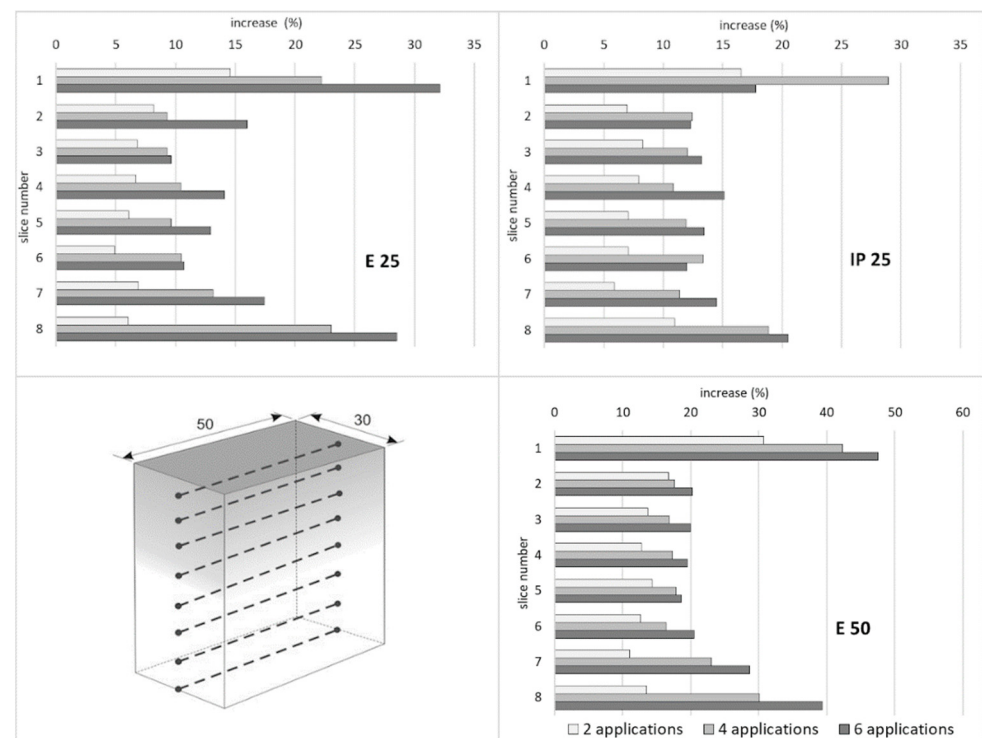 increase (%)
0 5 10 15 20 25 30 35
slice number
1
2
3
4
5
6
7
8
E 25
increase (%)
0 5 10 15 20 25 30 35
slice number
1
2
3
4
5
6
7
8
IP 25
50 30
increase (%)
0 10 20 30 40 50 60
slice number
1
2
3
4
5
6
7
8
E 50
2 applications 4 applications 6 applications